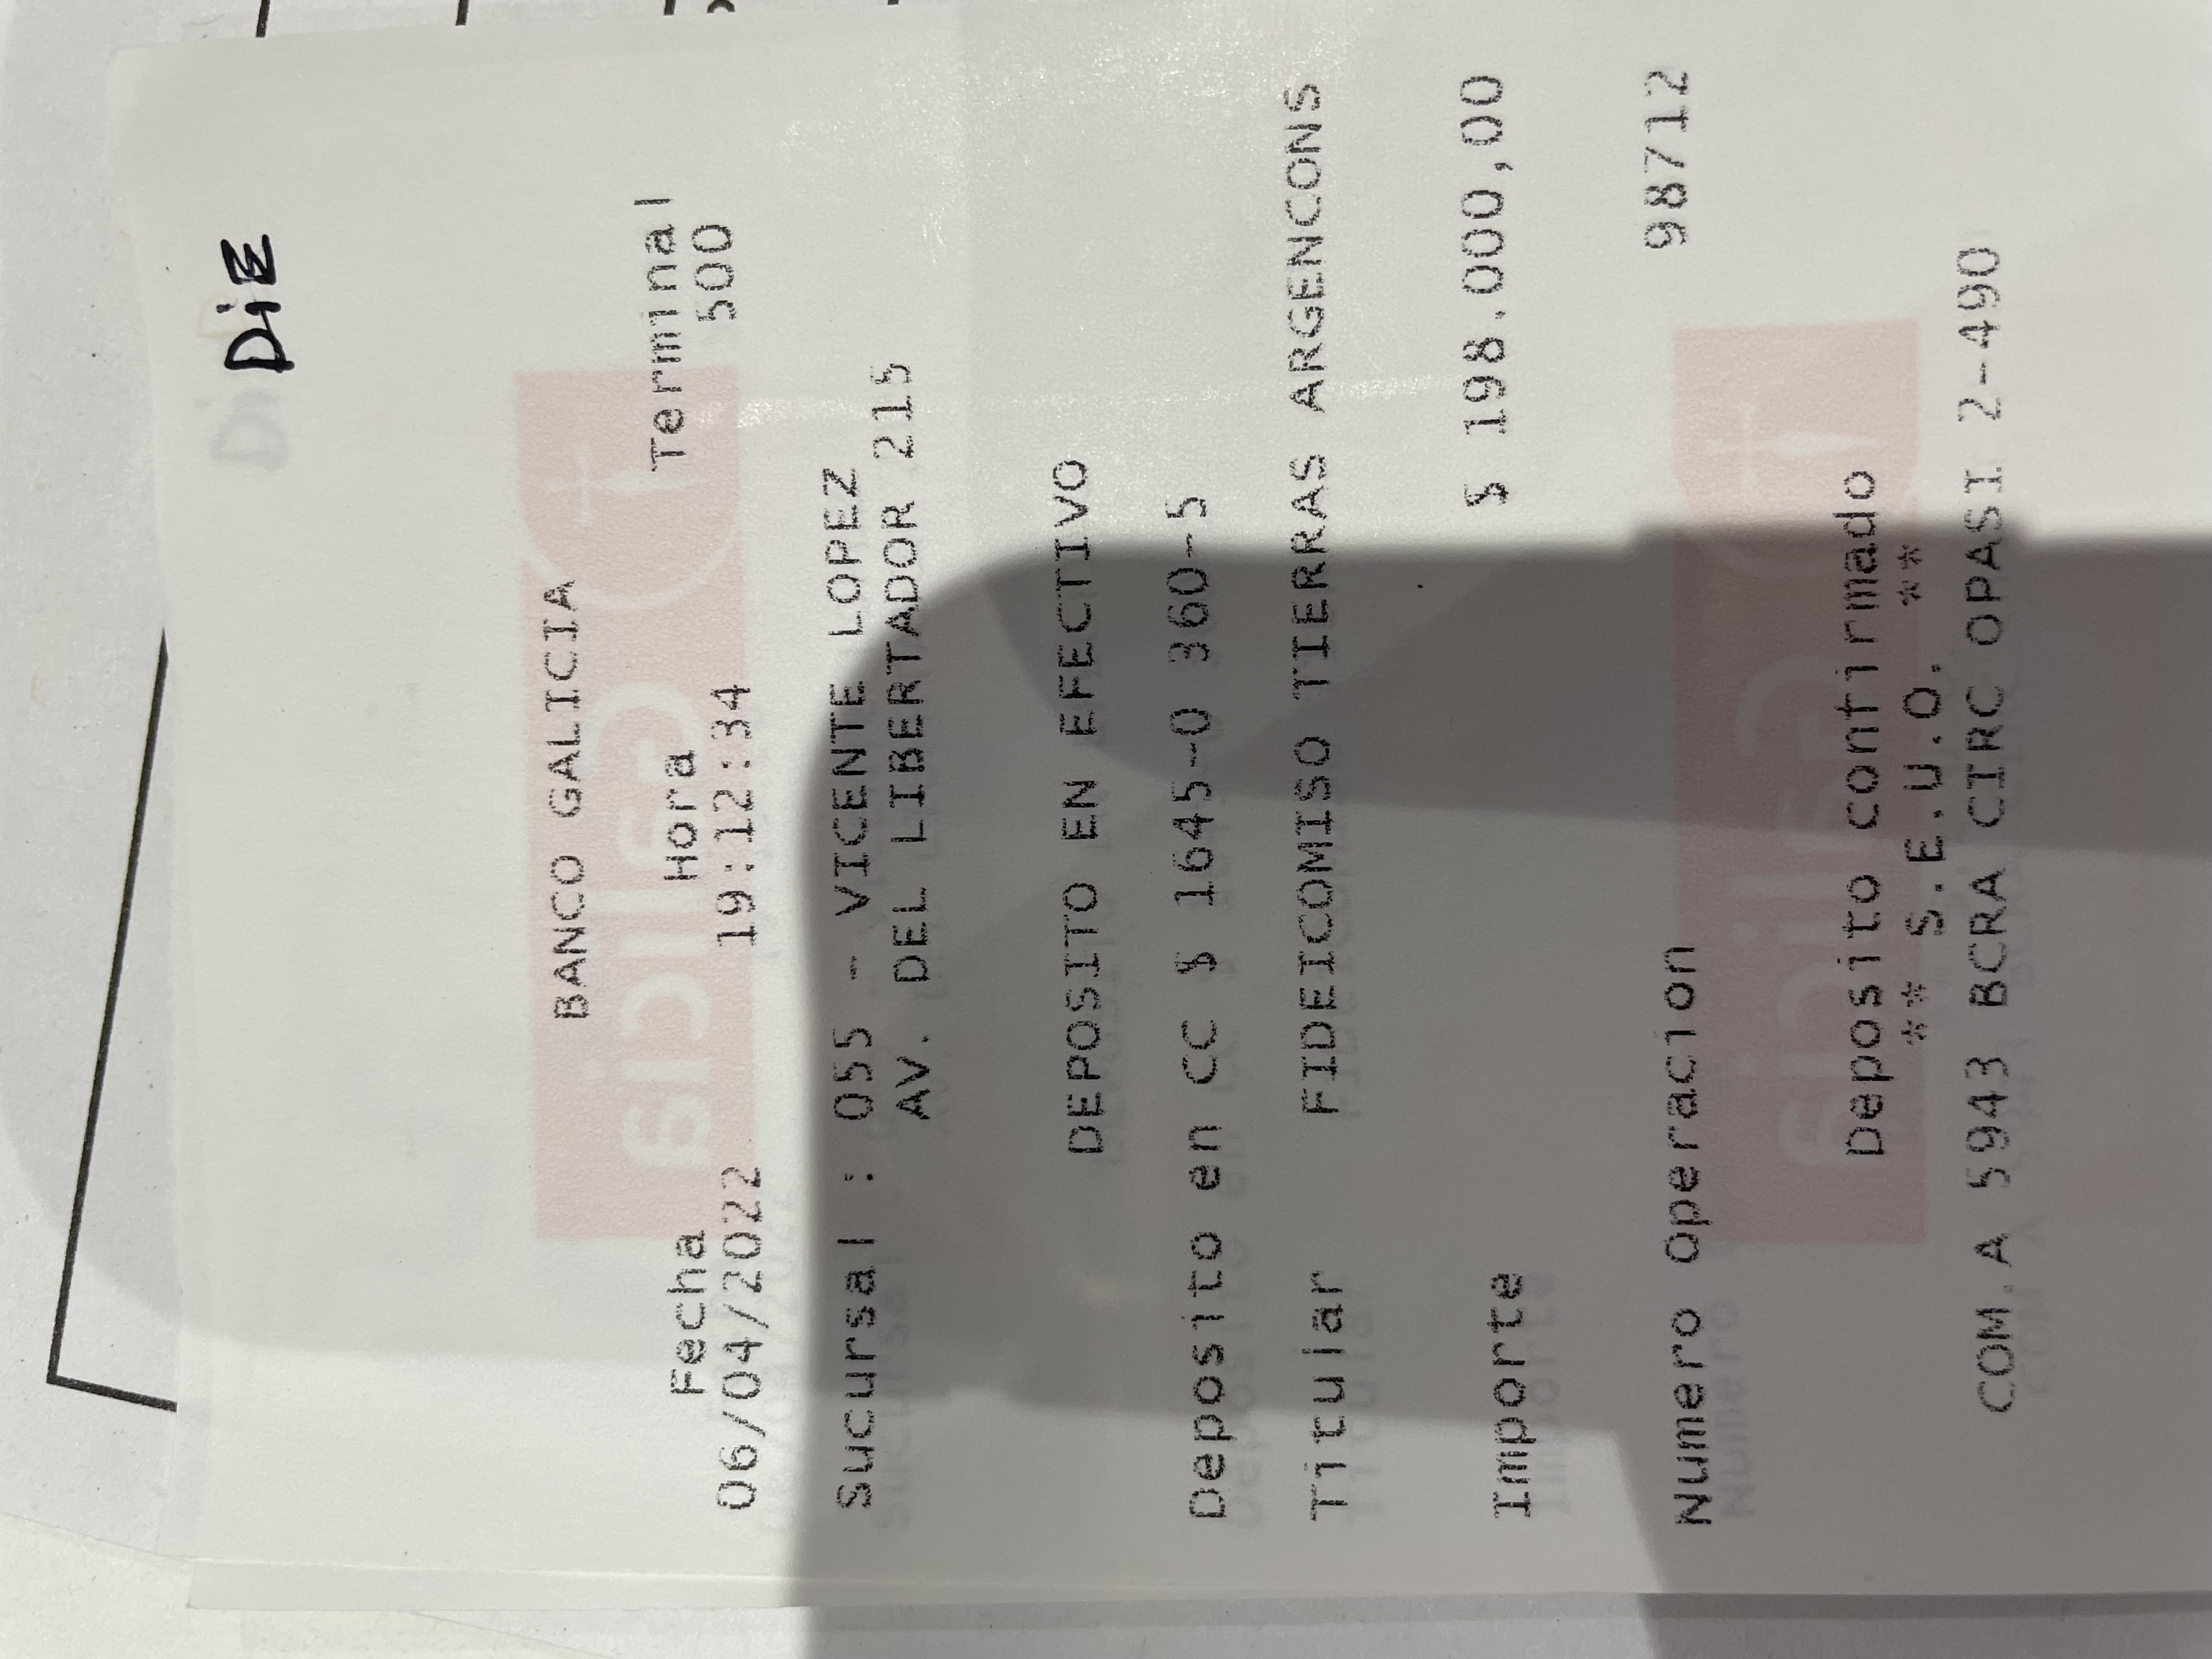 DiE
BANCO GALICIA
Fecha Hora Terminal
06/04/2022 19:12:34 500
Sucursal : 055 - VICENTE LOPEZ
AV. DEL LIBERTADOR 215
DEPOSITO EN EFECTIVO
Deposito en CC $ 1645-0 360-5
Titular FIDEICOMISO TIERRAS ARGENCONS
Importe $ 198.000,00
Numero Operacion 98712
Deposito confirmado
** S.E.U.O. **
COM.A 5943 BCRA CIRC OPASI 2-490